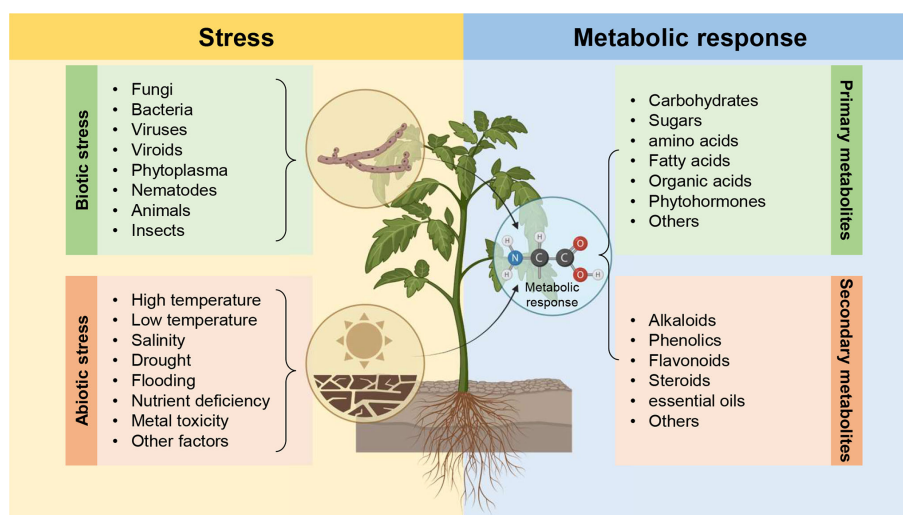 Stress
Metabolic response
Biotic stress
• Fungi
• Bacteria
• Viruses
• Viroids
• Phytoplasma
• Nematodes
• Animals
• Insects
Abiotic stress
• High temperature
• Low temperature
• Salinity
• Drought
• Flooding
• Nutrient deficiency
• Metal toxicity
• Other factors
H
H
H
N
C
C
O
O
H
Metabolic
response
• Carbohydrates
• Sugars
• amino acids
• Fatty acids
• Organic acids
• Phytohormones
• Others
Primary metabolites
• Alkaloids
• Phenolics
• Flavonoids
• Steroids
• essential oils
• Others
Secondary metabolites